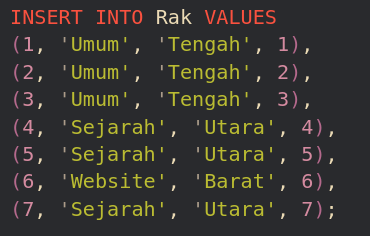 INSERT INTO Rak VALUES
(1, 'Umum', 'Tengah', 1),
(2, 'Umum', 'Tengah', 2),
(3, 'Umum', 'Tengah', 3),
(4, 'Sejarah', 'Utara', 4),
(5, 'Sejarah', 'Utara', 5),
(6, 'Website', 'Barat', 6),
(7, 'Sejarah', 'Utara', 7);